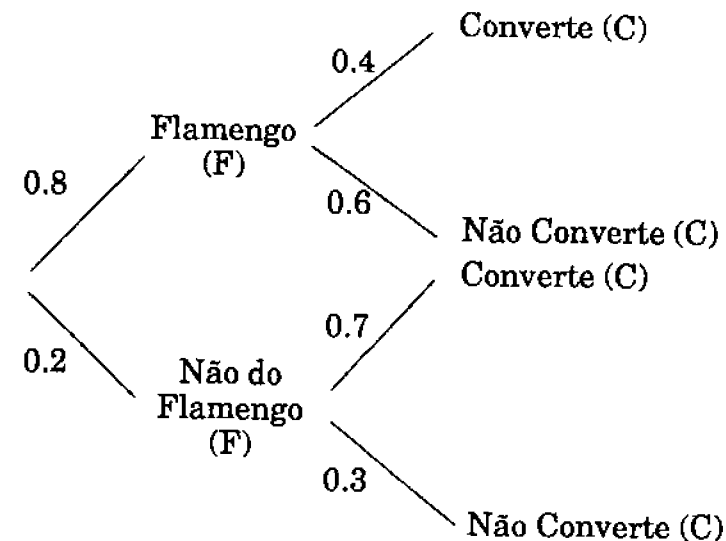 Converte (C)
0.4
Flamengo
(F)
0.8
0.6
Não Converte (C)
Converte (C)
0.7
0.2
Não do
Flamengo
(F)
0.3
Não Converte (C)